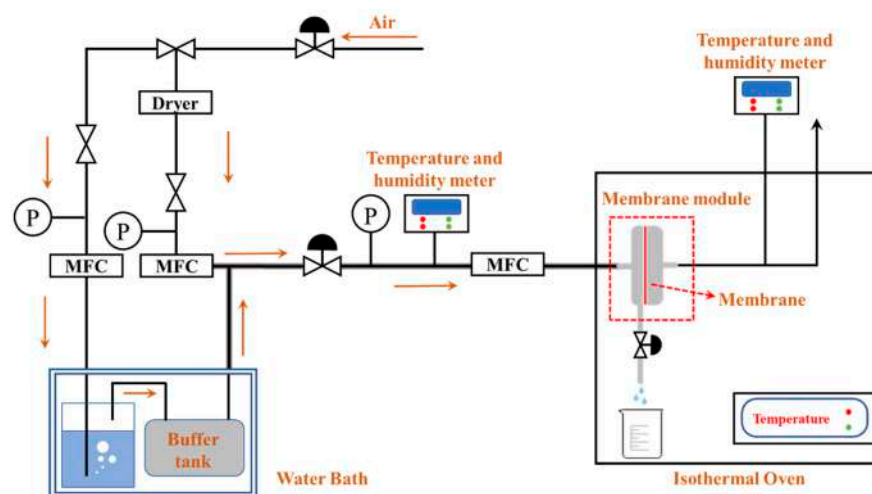 Air
Temperature and
humidity meter
Dryer
Temperature and
humidity meter
Membrane module
P
P
P
MFC
MFC
MFC
Membrane
Buffer
tank
Temperature
Water Bath
Isothermal Oven